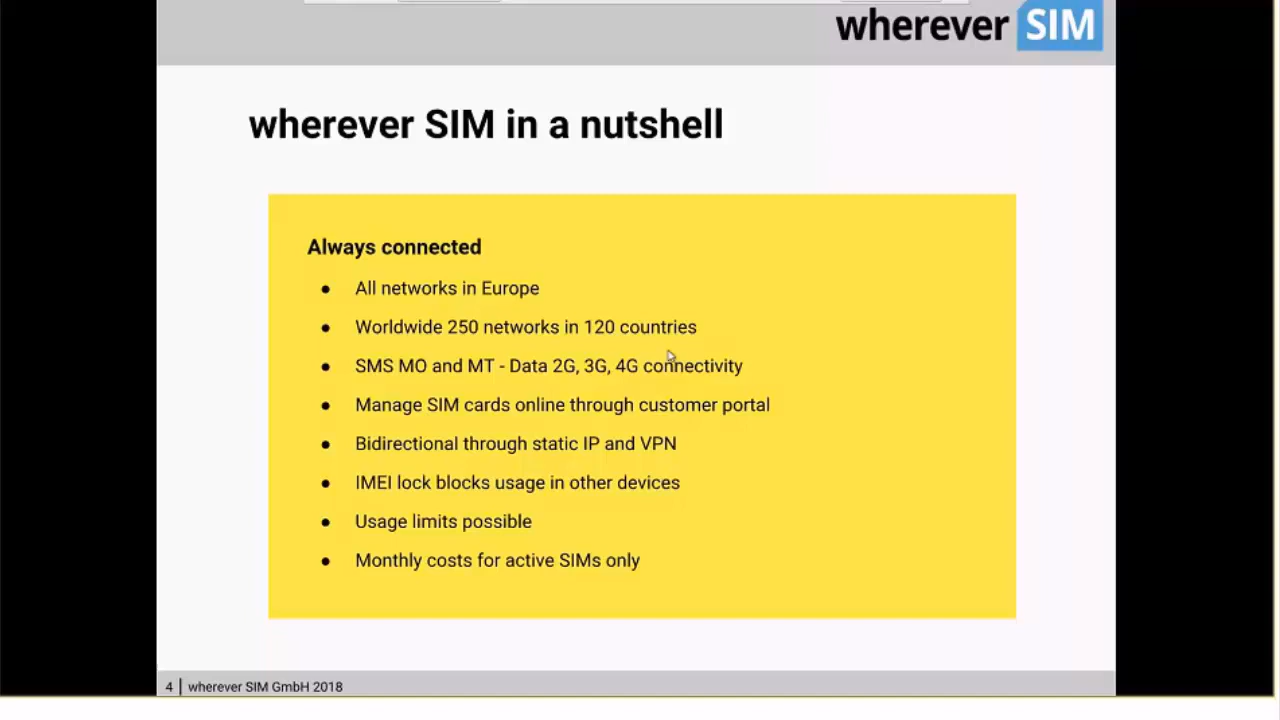 wherever SIM
wherever SIM in a nutshell
Always connected
● All networks in Europe
● Worldwide 250 networks in 120 countries
● SMS MO and MT - Data 2G, 3G, 4G connectivity
● Manage SIM cards online through customer portal
● Bidirectional through static IP and VPN
● IMEI lock blocks usage in other devices
● Usage limits possible
● Monthly costs for active SIMs only
4 | wherever SIM GmbH 2018